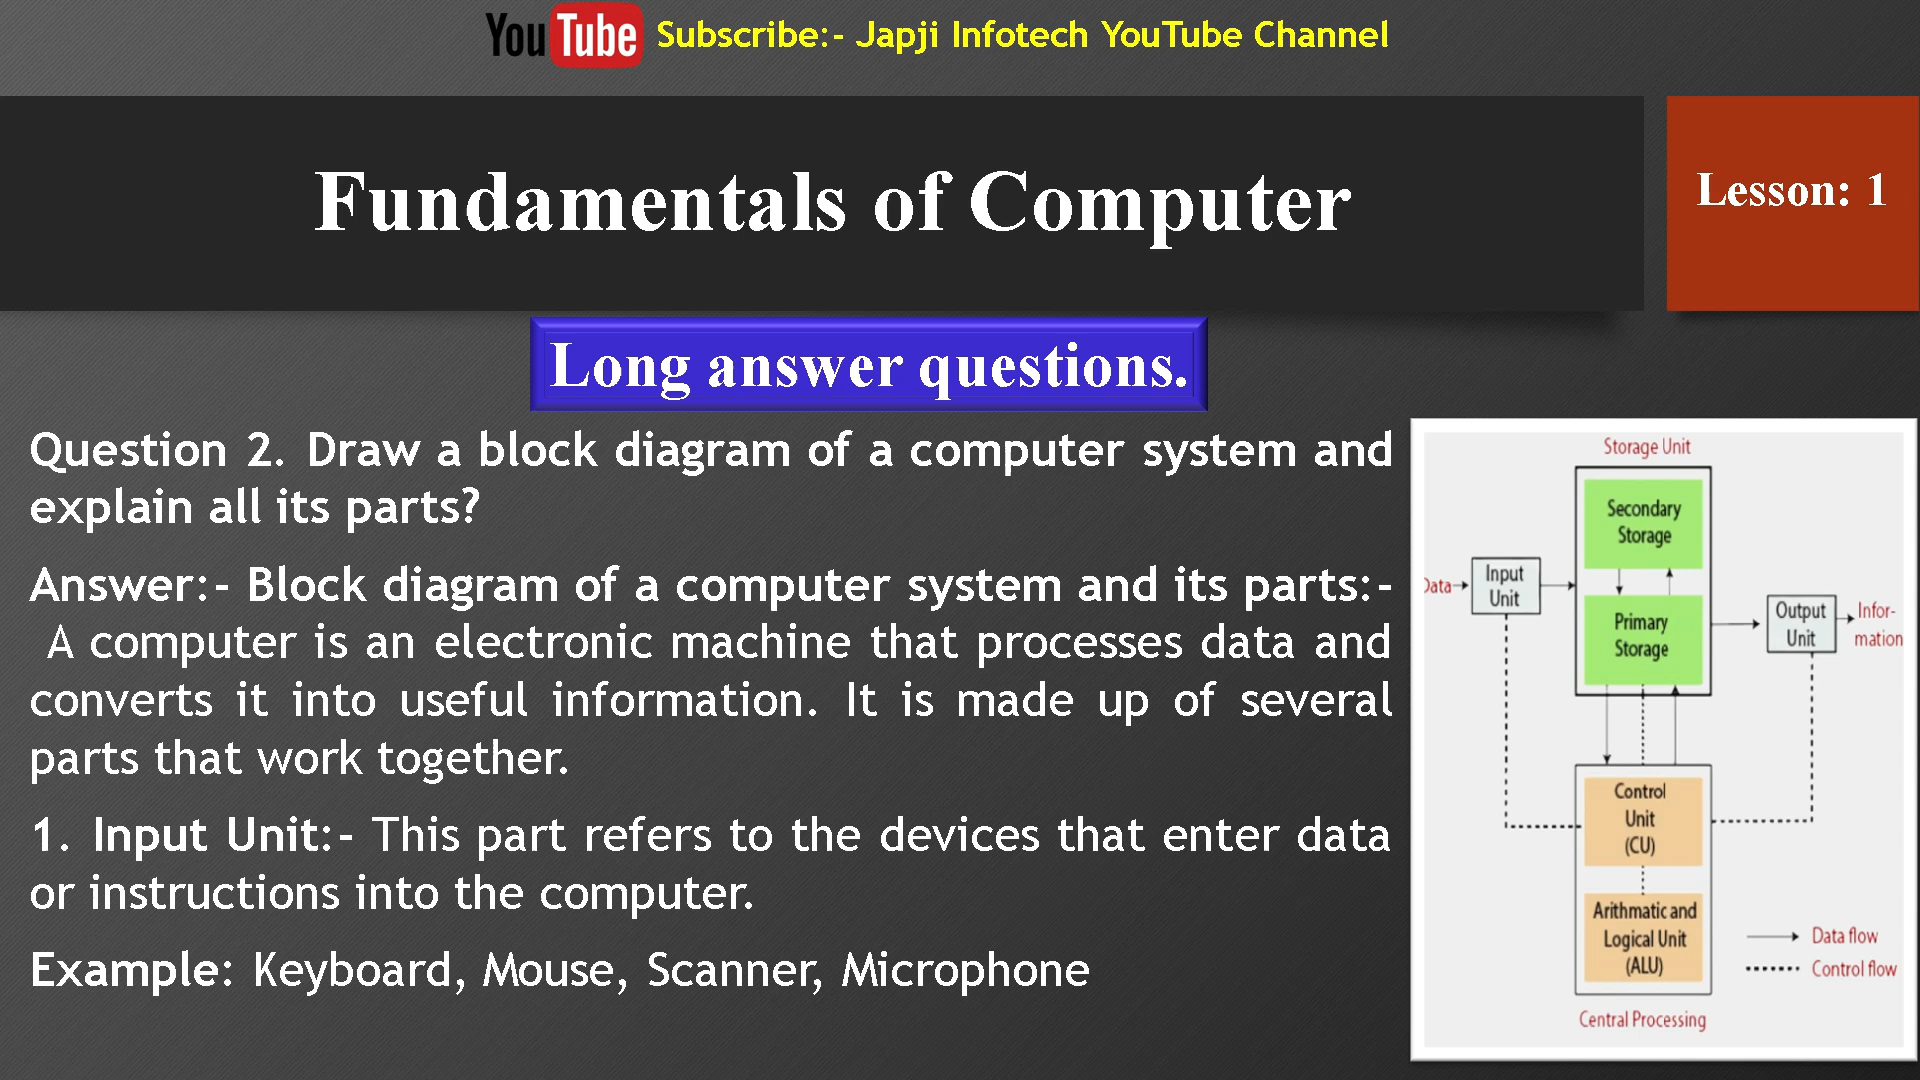 YouTube Subscribe:- Japji Infotech YouTube Channel
Fundamentals of Computer
Lesson: 1
Long answer questions.
Question 2. Draw a block diagram of a computer system and
explain all its parts?
Answer:- Block diagram of a computer system and its parts:-
A computer is an electronic machine that processes data and
converts it into useful information. It is made up of several
parts that work together.
1. Input Unit:- This part refers to the devices that enter data
or instructions into the computer.
Example: Keyboard, Mouse, Scanner, Microphone
Storage Unit
Secondary
Storage
Data
Input
Unit
Primary
Storage
Output
Unit
Infor-
mation
Control
Unit
(CU)
Arithmatic and
Logical Unit
(ALU)
Data flow
Control flow
Central Processing